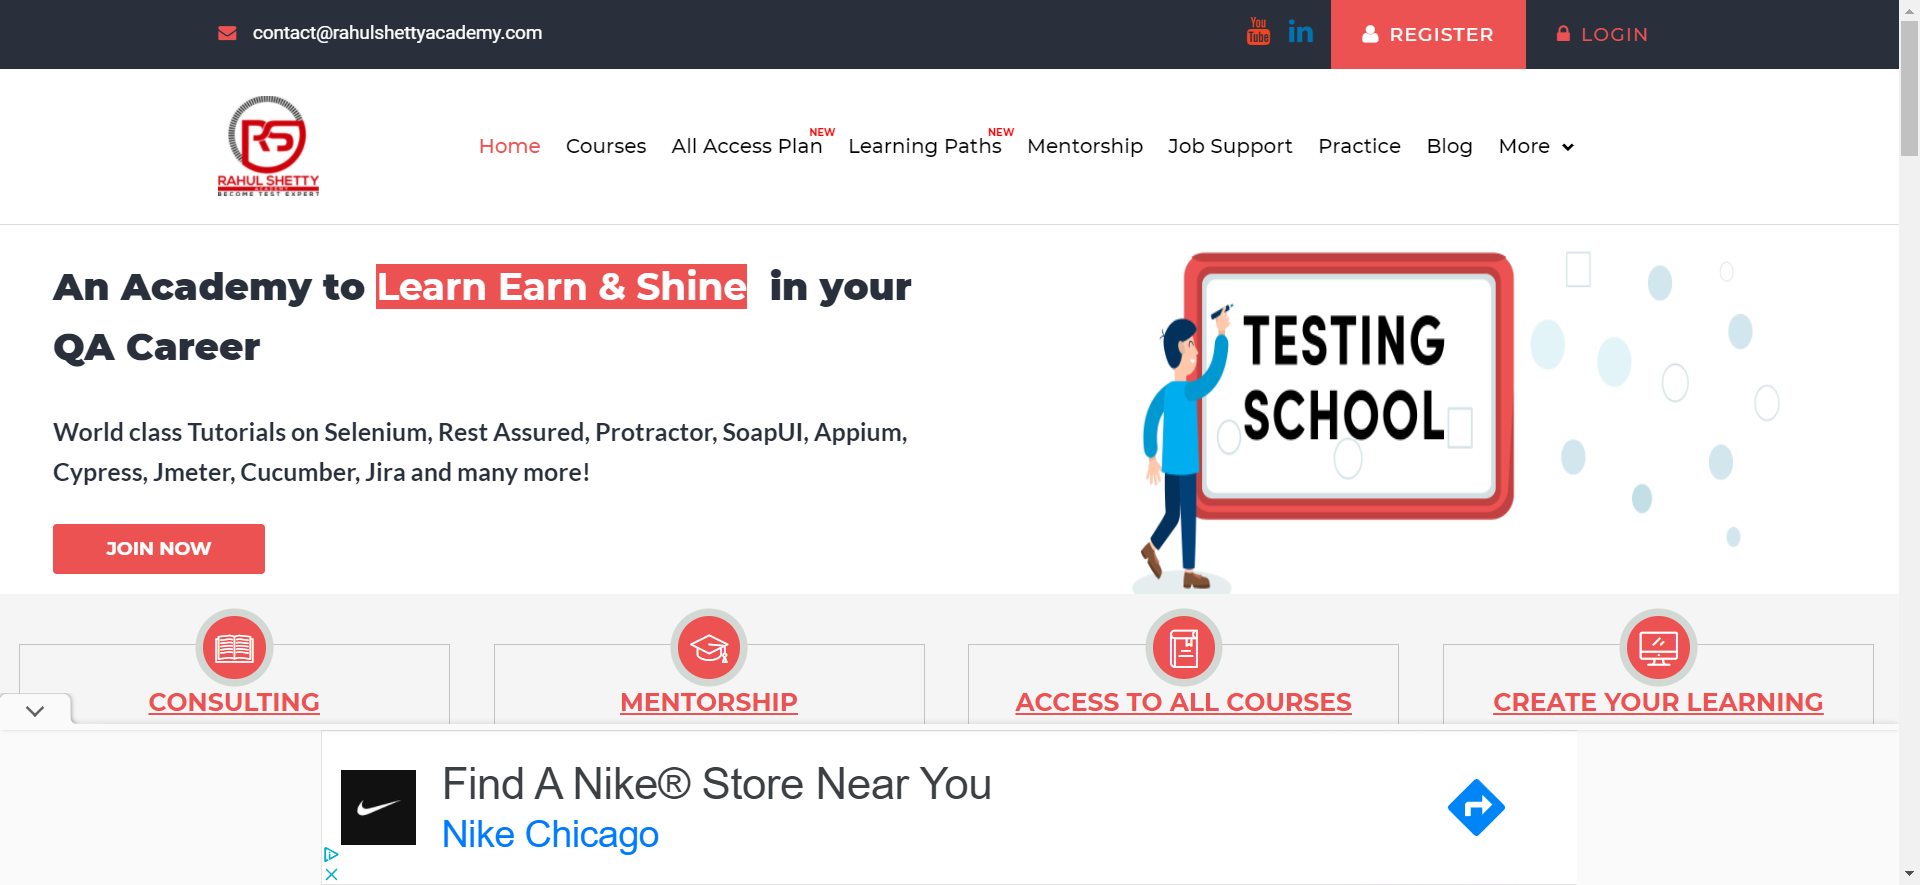 contact@rahulshettyacademy.com
You
Tube
in
REGISTER
LOGIN
RS
RAHUL SHETTY
ACADEMY
BECOME TEST EXPERT
Home
Courses
All Access Plan
NEW
Learning Paths
NEW
Mentorship
Job Support
Practice
Blog
More
An Academy to Learn Earn & Shine in your
QA Career
World class Tutorials on Selenium, Rest Assured, Protractor, SoapUI, Appium,
Cypress, Jmeter, Cucumber, Jira and many more!
JOIN NOW
TESTING
SCHOOL
CONSULTING
MENTORSHIP
ACCESS TO ALL COURSES
CREATE YOUR LEARNING
Find A Nike® Store Near You
Nike Chicago